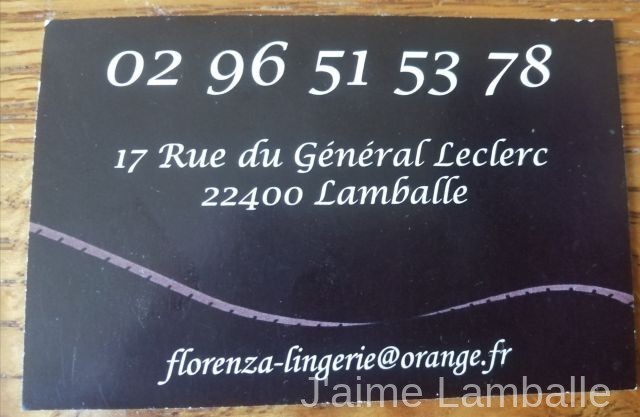 02 96 51 53 78
17 Rue du Général Leclerc
22400 Lamballe
florenza-lingerie@orange.fr
J'aime Lamballe